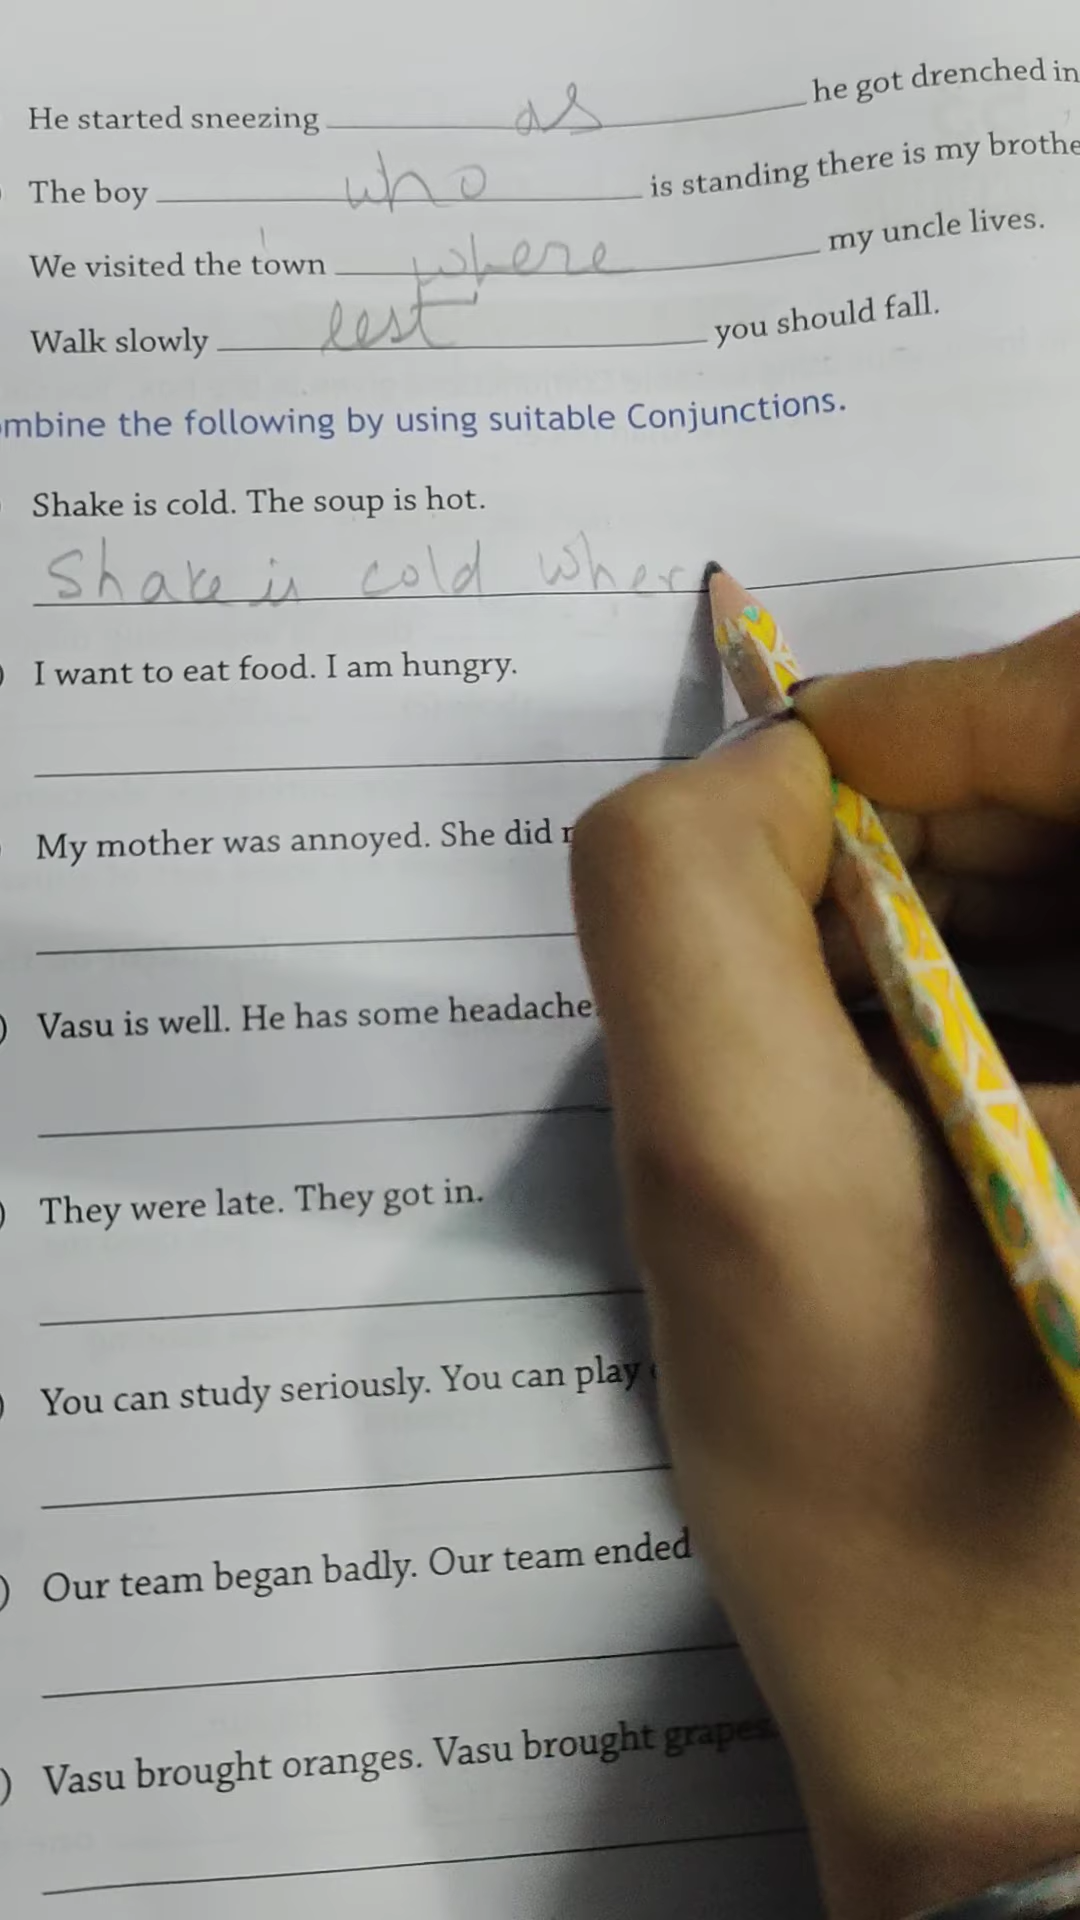 He started sneezing as he got drenched in
The boy who is standing there is my brothe
We visited the town where my uncle lives.
Walk slowly lest you should fall.
mbine the following by using suitable Conjunctions.
Shake is cold. The soup is hot.
Shake is cold wher
I want to eat food. I am hungry.
My mother was annoyed. She did
Vasu is well. He has some headache.
They were late. They got in.
You can study seriously. You can play
Our team began badly. Our team ended
Vasu brought oranges. Vasu brought grapes.